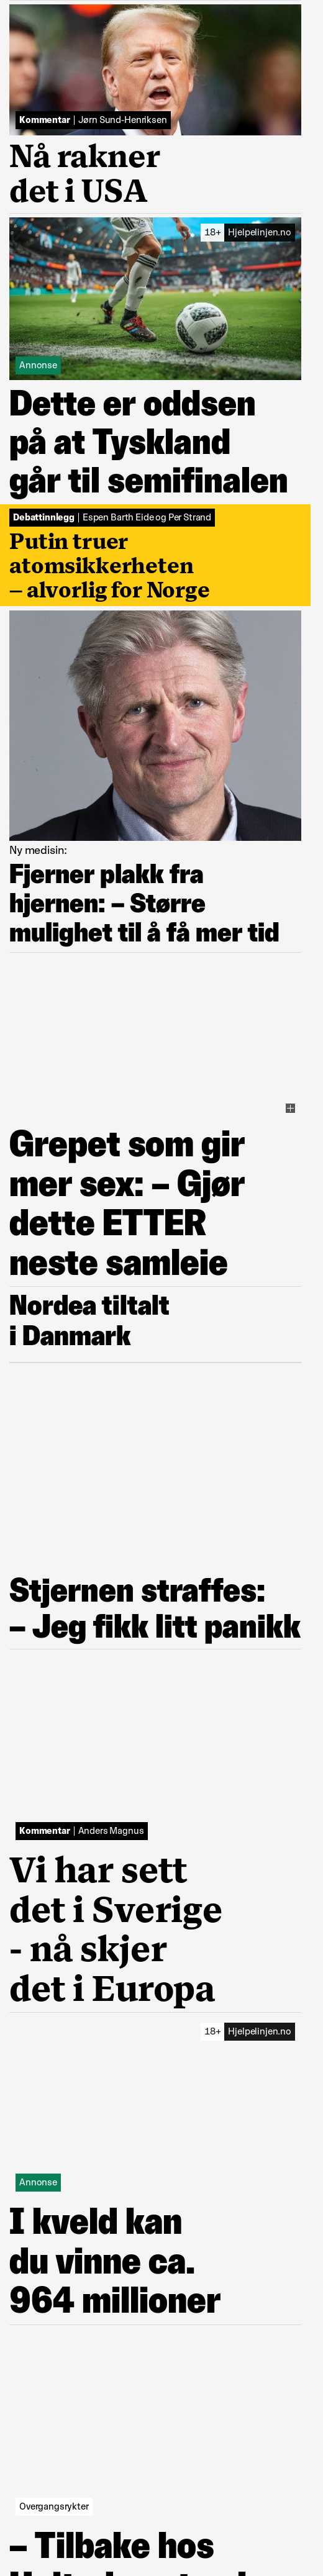 Kommentar | Jørn Sund-Henriksen
Nå rakner
det i USA
18+ Hjelpelinjen.no
Annonse
Dette er oddsen
på at Tyskland
går til semifinalen
Debattinnlegg | Espen Barth Eide og Per Strand
Putin truer
atomsikkerheten
– alvorlig for Norge
Ny medisin:
Fjerner plakk fra
hjernen: – Større
mulighet til å få mer tid
Grepet som gir
mer sex: – Gjør
dette ETTER
neste samleie
Nordea tiltalt
i Danmark
Stjernen straffes:
– Jeg fikk litt panikk
Kommentar | Anders Magnus
Vi har sett
det i Sverige
- nå skjer
det i Europa
18+ Hjelpelinjen.no
Annonse
I kveld kan
du vinne ca.
964 millioner
Overgangsrykter
– Tilbake hos